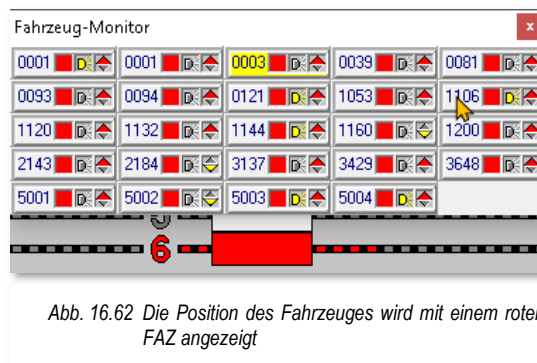 Fahrzeug-Monitor x
0001 D 0001 D 0003 D 0039 D 0081 D
0093 D 0094 D 0121 D 1053 D 1106 D
1120 D 1132 D 1144 D 1160 D 1200 D
2143 D 2184 D 3137 D 3429 D 3648 D
5001 D 5002 D 5003 D 5004 D
6
Abb. 16.62 Die Position des Fahrzeuges wird mit einem roten
FAZ angezeigt